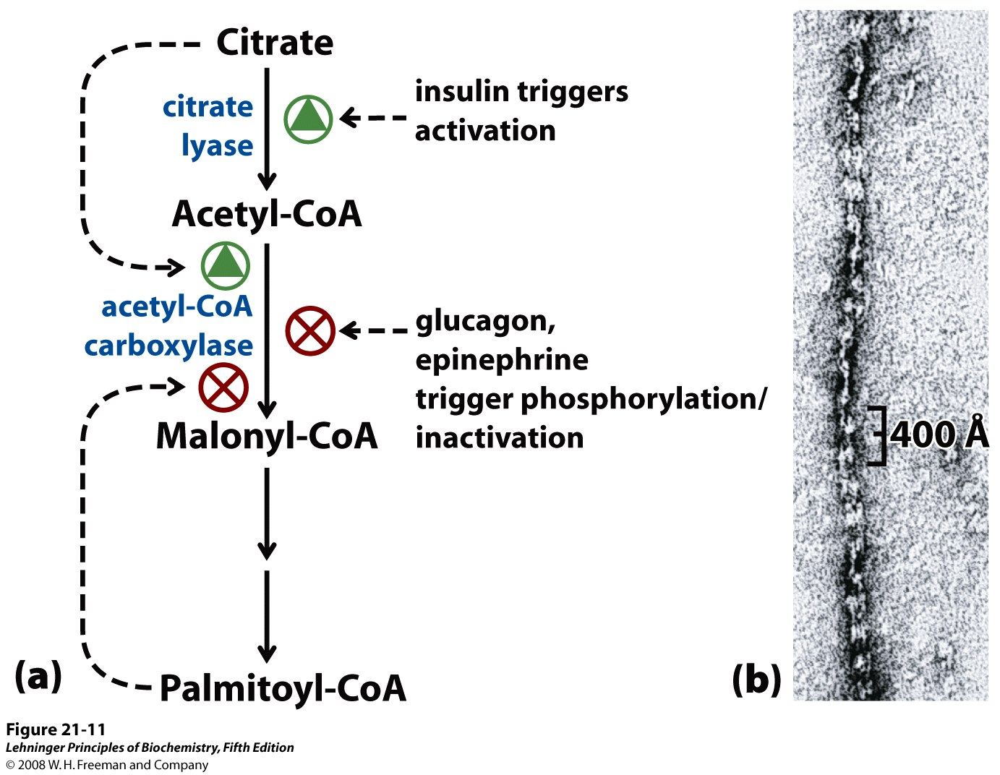 Citrate
citrate
lyase
insulin triggers
activation
Acetyl-CoA
acetyl-CoA
carboxylase
glucagon,
epinephrine
trigger phosphorylation/
inactivation
Malonyl-CoA
400 Å
(a)
Palmitoyl-CoA
(b)
Figure 21-11
Lehninger Principles of Biochemistry, Fifth Edition
© 2008 W. H. Freeman and Company